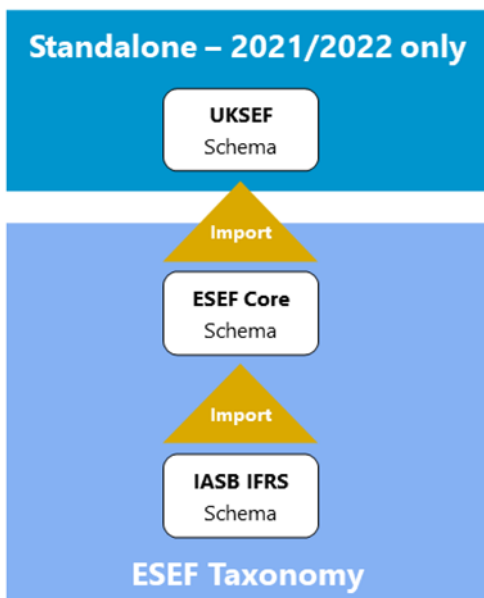 Standalone – 2021/2022 only
UKSEF
Schema
Import
ESEF Core
Schema
Import
IASB IFRS
Schema
ESEF Taxonomy